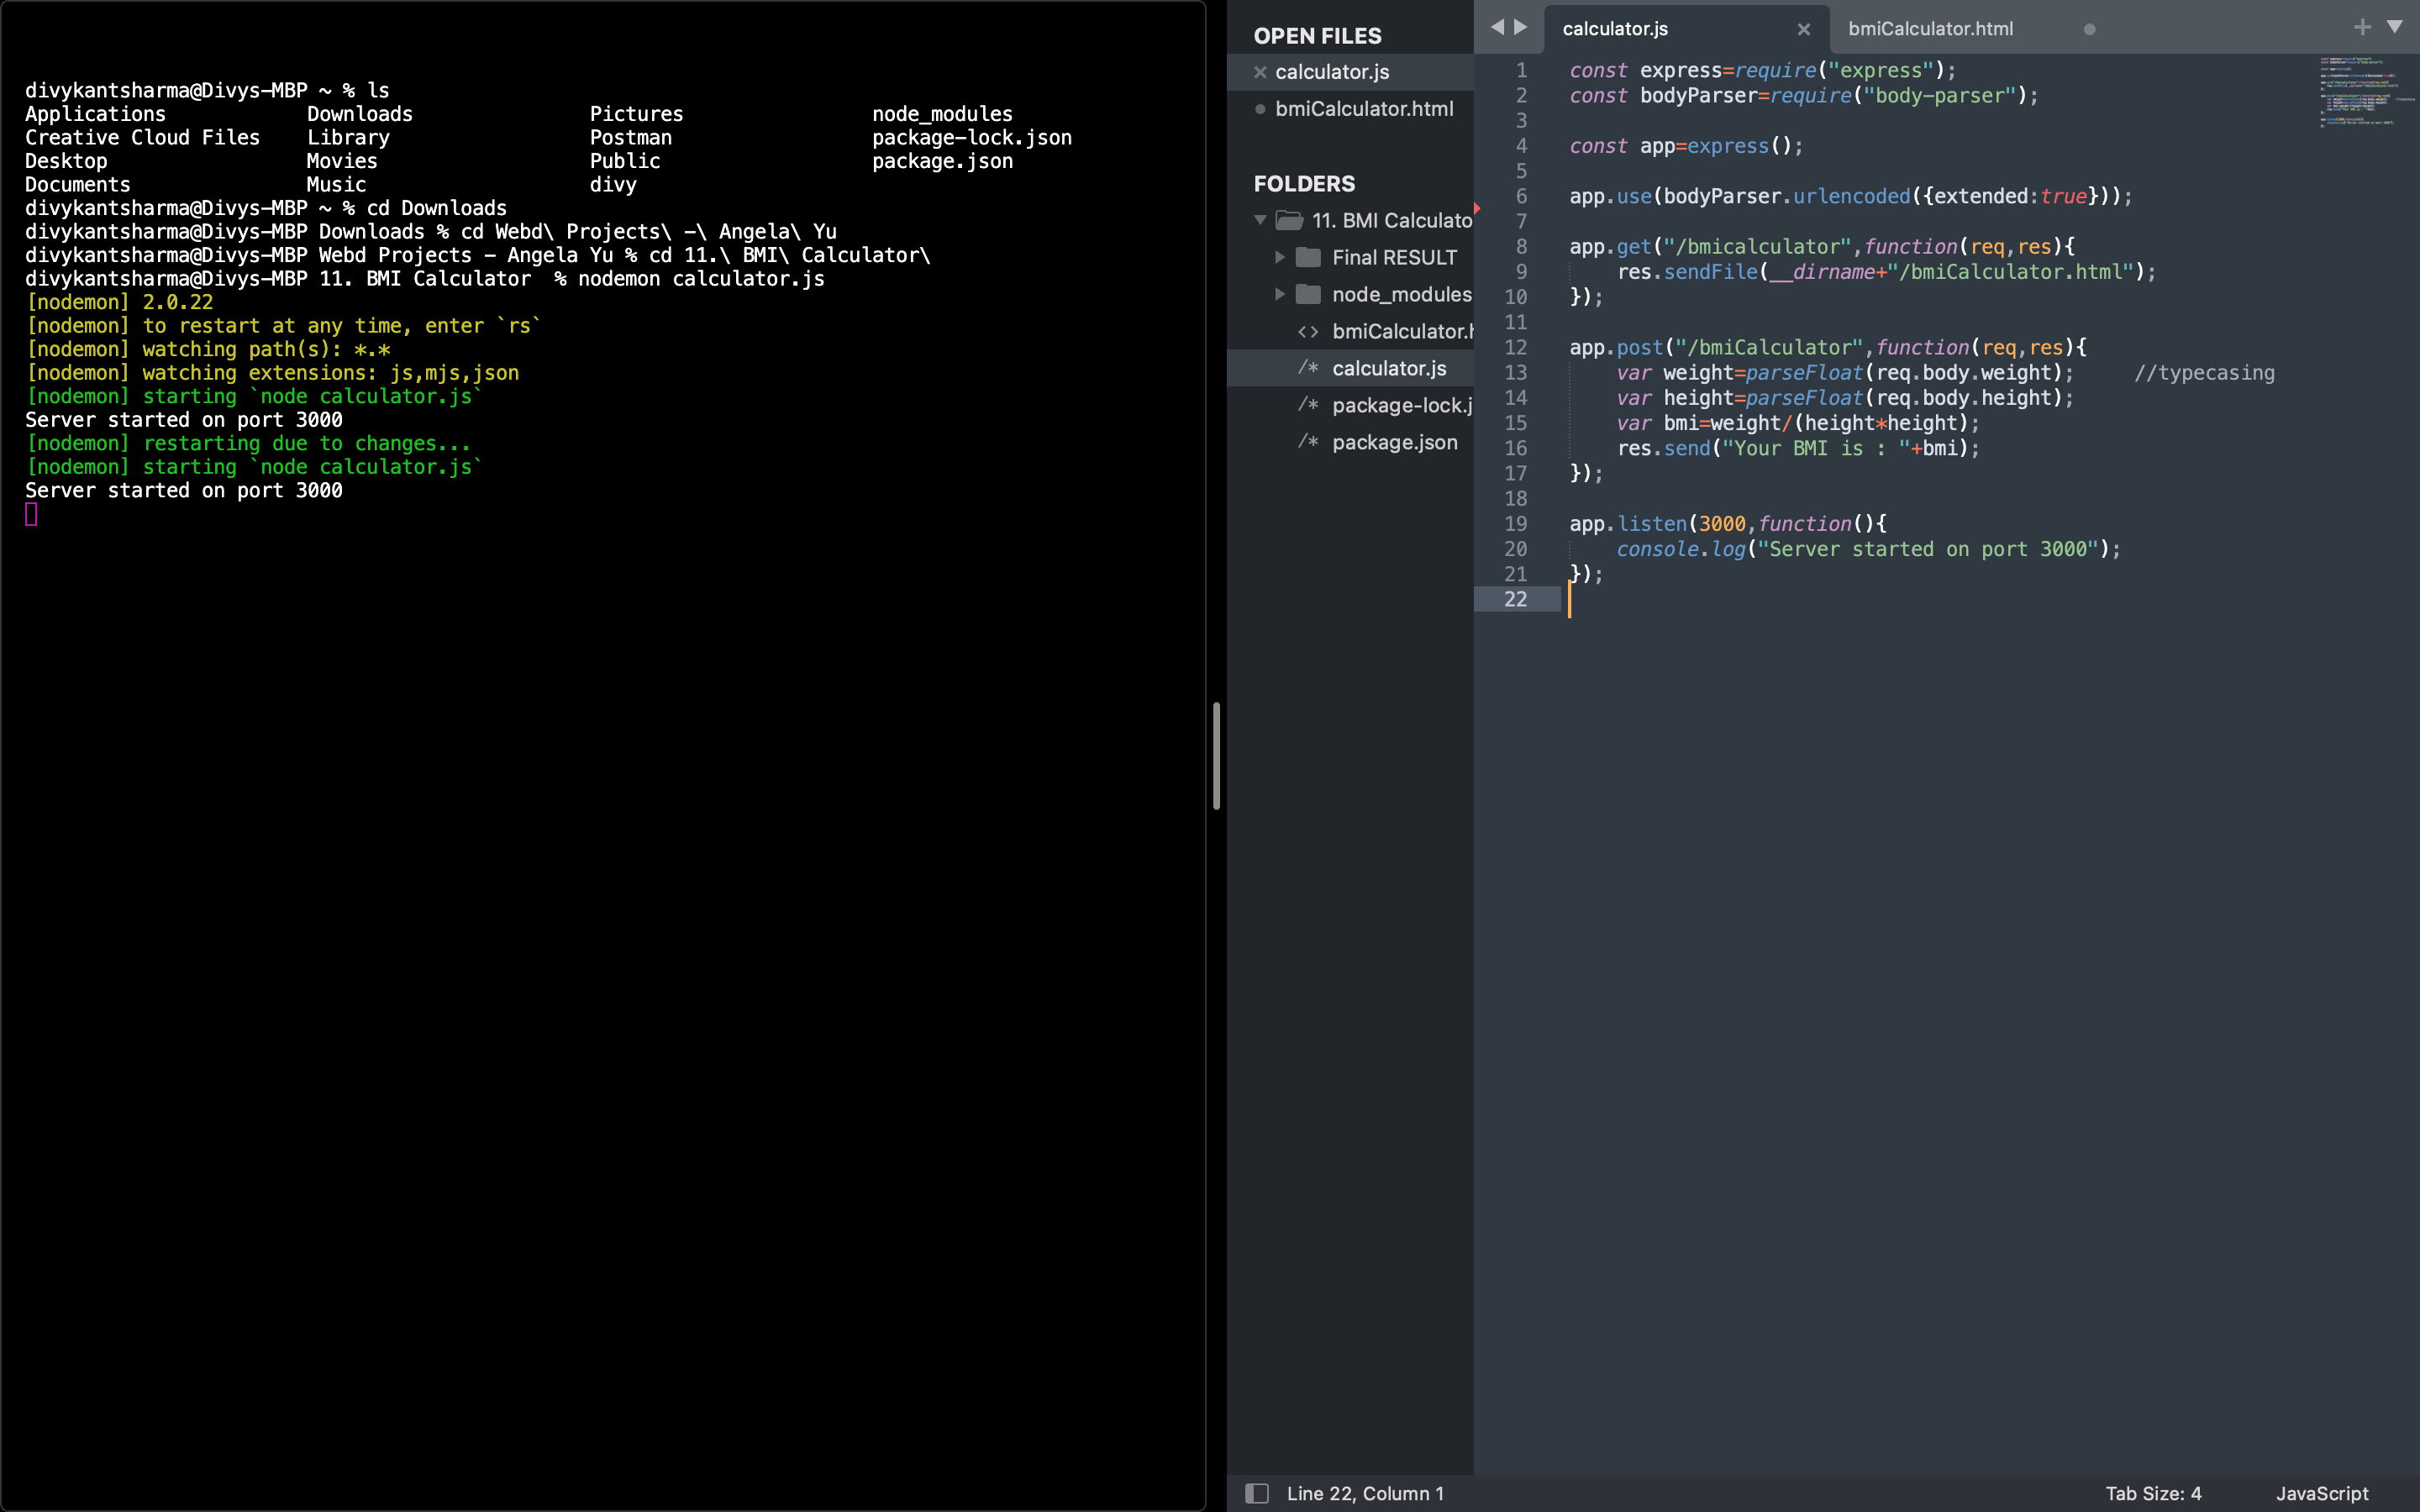 divykantsharma@Divys-MBP ~ % ls
Applications Downloads Pictures node_modules
Creative Cloud Files Library Postman package-lock.json
Desktop Movies Public package.json
Documents Music divy
divykantsharma@Divys-MBP ~ % cd Downloads
divykantsharma@Divys-MBP Downloads % cd Webd\ Projects\ -\ Angela\ Yu
divykantsharma@Divys-MBP Webd Projects - Angela Yu % cd 11.\ BMI\ Calculator\
divykantsharma@Divys-MBP 11. BMI Calculator  % nodemon calculator.js
[nodemon] 2.0.22
[nodemon] to restart at any time, enter `rs`
[nodemon] watching path(s): *.*
[nodemon] watching extensions: js,mjs,json
[nodemon] starting `node calculator.js`
Server started on port 3000
[nodemon] restarting due to changes...
[nodemon] starting `node calculator.js`
Server started on port 3000
OPEN FILES
calculator.js
bmiCalculator.html
FOLDERS
11. BMI Calculato
Final RESULT
node_modules
<> bmiCalculator.h
/* calculator.js
/* package-lock.j
/* package.json
calculator.js
bmiCalculator.html
1 const express=require("express");
2 const bodyParser=require("body-parser");
3
4 const app=express();
5
6 app.use(bodyParser.urlencoded({extended:true}));
7
8 app.get("/bmicalculator",function(req,res){
9     res.sendFile(__dirname+"/bmiCalculator.html");
10 });
11
12 app.post("/bmiCalculator",function(req,res){
13     var weight=parseFloat(req.body.weight);     //typecasing
14     var height=parseFloat(req.body.height);
15     var bmi=weight/(height*height);
16     res.send("Your BMI is : "+bmi);
17 });
18
19 app.listen(3000,function(){
20     console.log("Server started on port 3000");
21 });
22
Line 22, Column 1
Tab Size: 4
JavaScript